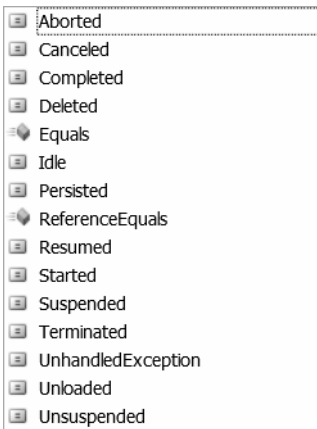 Aborted
Canceled
Completed
Deleted
Equals
Idle
Persisted
ReferenceEquals
Resumed
Started
Suspended
Terminated
UnhandledException
Unloaded
Unsuspended